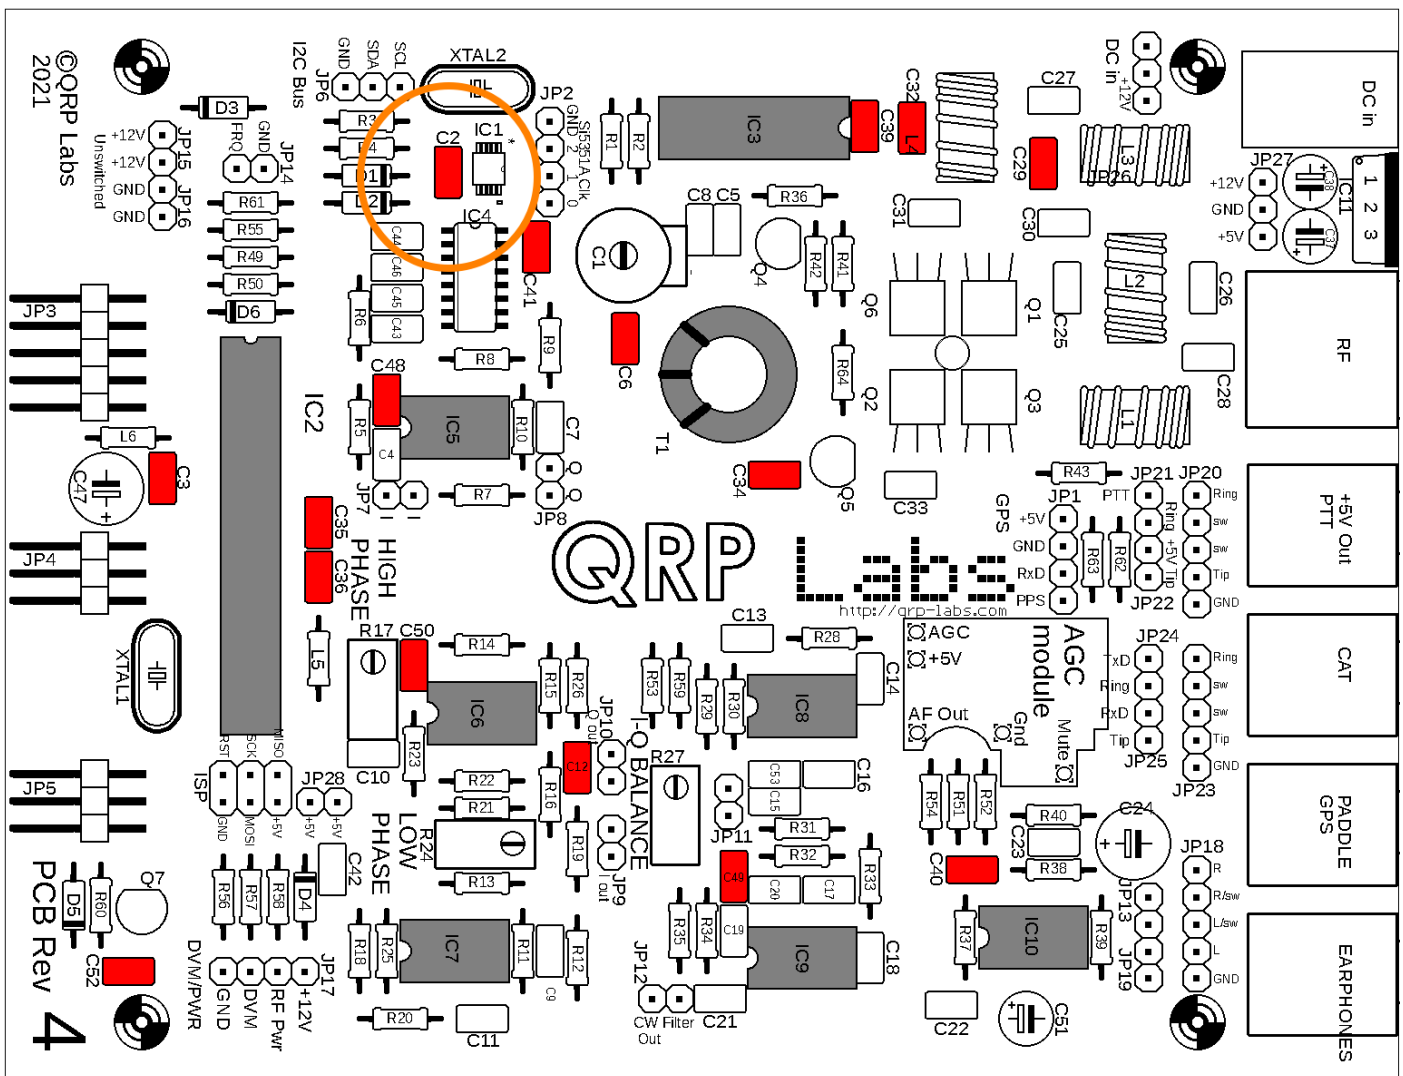 ©QRP Labs
2021
I2C Bus
GND
SDA
SCL
JP6
XTAL2
D3
FRQ
GND
JP14
+12V
+12V
GND
GND
Unswitched
JP15
JP16
R61
R55
R49
R50
D6
R3
R4
D1
D2
C2
IC1
*
IC4
JP2
GND
2
1
0
Si5351A Clk
C44
C46
C45
C43
C41
R6
R8
R9
R1
R2
IC3
C39
C32
L4
C27
C29
DC in
+12V
L3
JP26
DC in
JP27
+12V
GND
+5V
C38
C37
C11
1
2
3
C8
C5
R36
C1
Q4
R42
R41
C31
C30
Q6
Q1
C25
L2
C26
C28
RF
C6
T1
R64
Q2
Q3
L1
JP3
IC2
C48
R5
C4
IC5
R10
C7
Q
Q
JP8
R7
JP7
I
I
L6
C47
C3
C34
Q5
C33
R43
JP21
JP20
PTT
Ring
+5V
Tip
JP22
Ring
sw
sw
Tip
GND
GPS
JP1
+5V
GND
RxD
PPS
R63
R62
+5V Out
PTT
JP4
C35
C36
HIGH
PHASE
QRP
Labs
http://qrp-labs.com
XTAL1
L5
R17
C50
R14
IC6
R15
R26
R23
C10
R22
R21
R16
C12
JP10
Q out
I-Q BALANCE
R53
R59
R29
R30
C13
R28
IC8
C14
AGC
+5V
AGC
module
AF Out
Gnd
Mute
JP24
TxD
Ring
RxD
Tip
JP25
Ring
sw
sw
Tip
GND
JP23
CAT
JP5
ISP
RST
SCK
MISO
GND
MOSI
+5V
JP28
+5V
+5V
LOW
PHASE
R24
R27
JP11
C53
C15
C16
R31
R32
R54
R51
R52
R40
C23
R38
C24
PADDLE
GPS
PCB Rev
4
D5
R60
Q7
C52
R56
R57
R58
D4
C42
R13
R19
JP9
I out
C49
C20
C17
R33
C40
JP13
JP19
JP18
R
R/sw
L/sw
L
GND
DVM/PWR
GND
DVM
RF Pwr
+12V
JP17
R18
R25
IC7
R11
C9
R12
R20
C11
R35
R34
C19
IC9
C18
JP12
CW Filter
Out
C21
R37
IC10
R39
C22
C51
EARPHONES